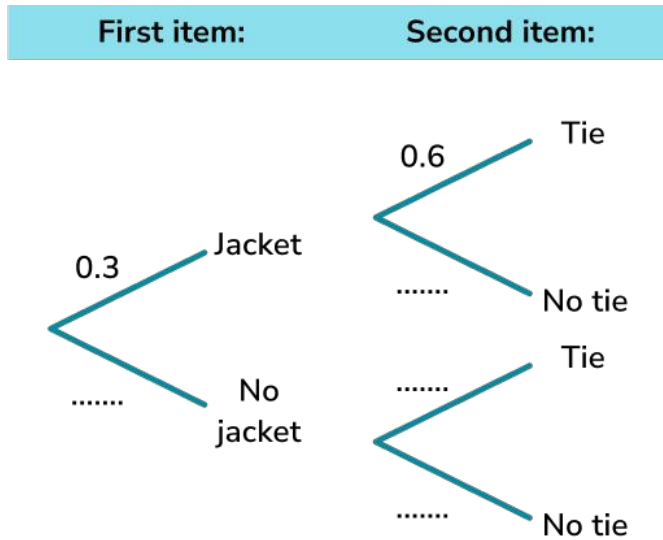 First item: Second item:
Tie
0.6
Jacket
0.3
.......
No tie
Tie
No
jacket
.......
.......
.......
No tie